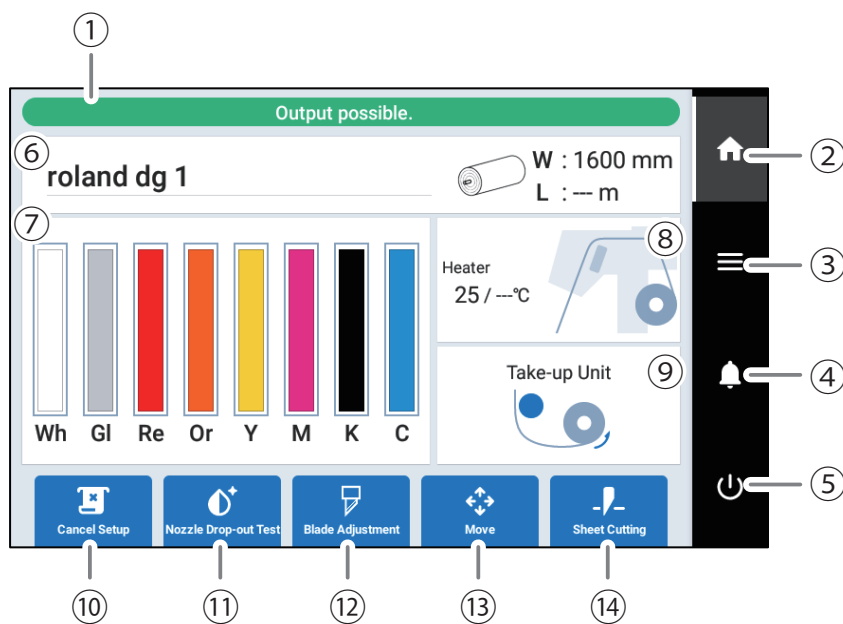 ①
Output possible.
⑥
roland dg 1
W : 1600 mm
L : --- m
②
⑦
⑧
Heater
25 / ---℃
③
⑨
Take-up Unit
④
Wh Gl Re Or Y M K C
⑤
Cancel Setup
Nozzle Drop-out Test
Blade Adjustment
Move
Sheet Cutting
⑩ ⑪ ⑫ ⑬ ⑭